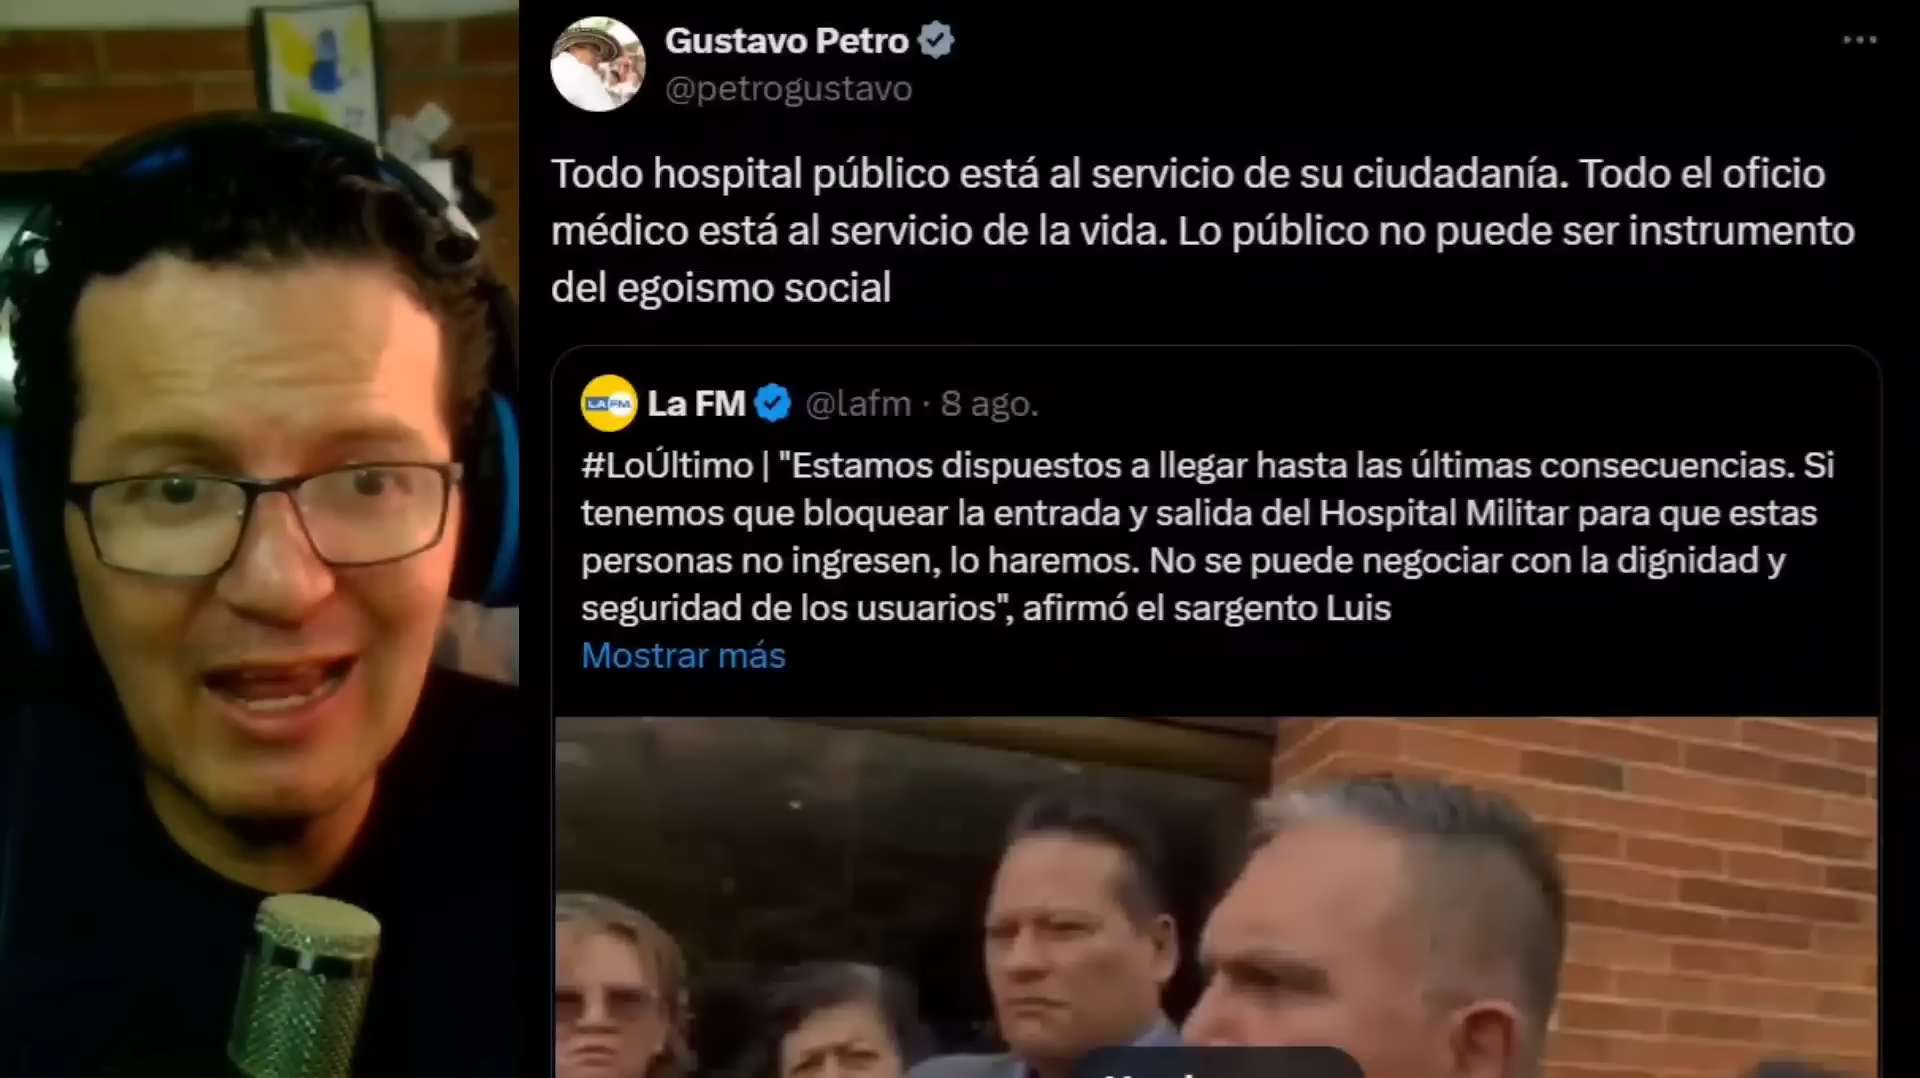 Gustavo Petro
@petrogustavo
Todo hospital público está al servicio de su ciudadanía. Todo el oficio
médico está al servicio de la vida. Lo público no puede ser instrumento
del egoismo social
LA FM
La FM @lafm · 8 ago.
#LoÚltimo | "Estamos dispuestos a llegar hasta las últimas consecuencias. Si
tenemos que bloquear la entrada y salida del Hospital Militar para que estas
personas no ingresen, lo haremos. No se puede negociar con la dignidad y
seguridad de los usuarios", afirmó el sargento Luis
Mostrar más